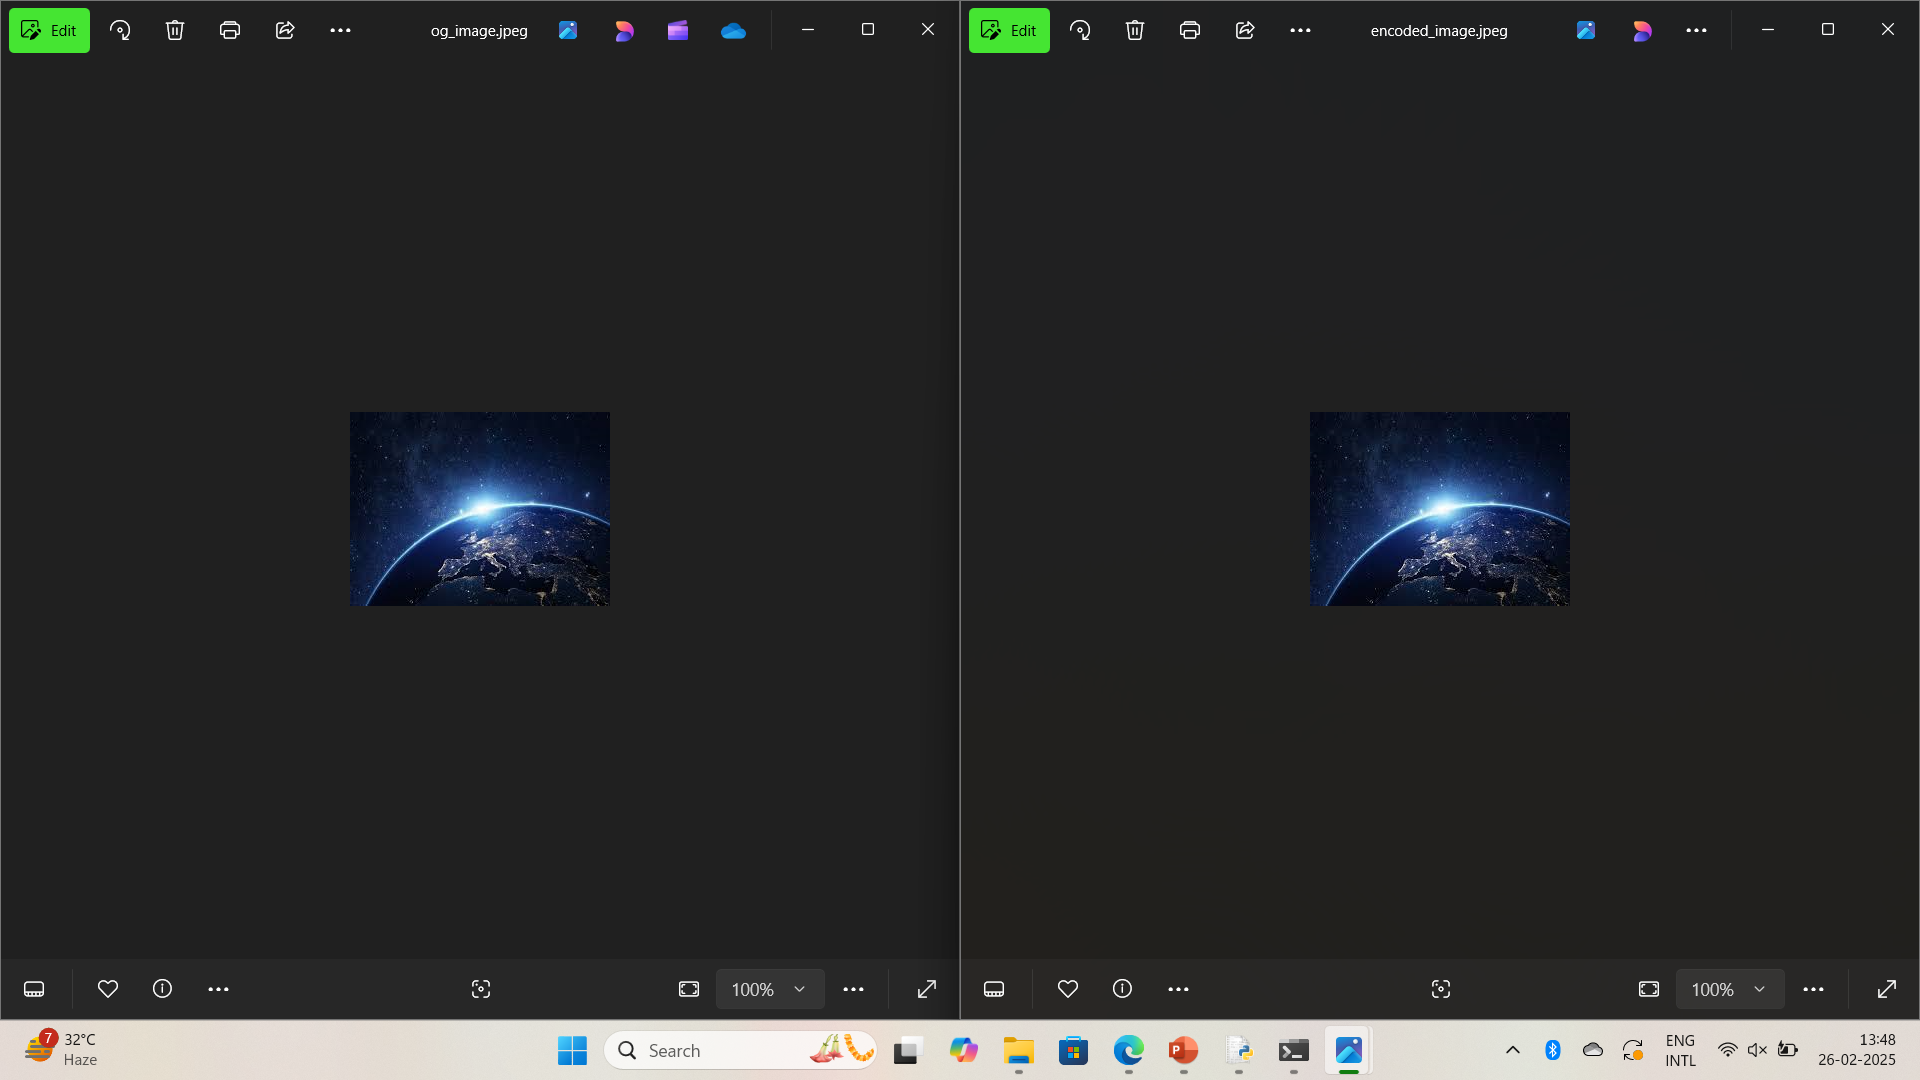 Edit
og_image.jpeg
Edit
encoded_image.jpeg
100%
100%
7
32°C
Haze
Search
P
ENG
INTL
13:48
26-02-2025